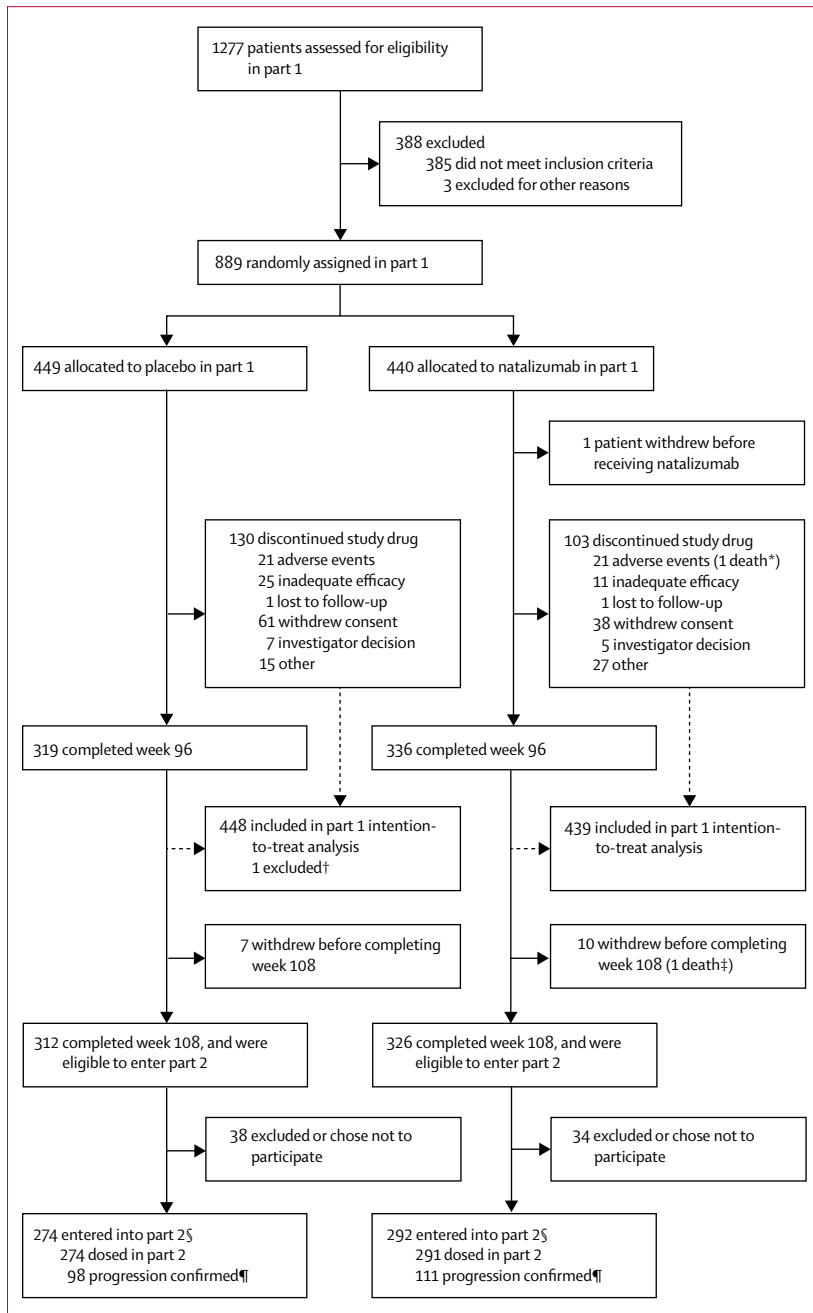 1277 patients assessed for eligibility
in part 1
388 excluded
385 did not meet inclusion criteria
3 excluded for other reasons
889 randomly assigned in part 1
449 allocated to placebo in part 1
440 allocated to natalizumab in part 1
1 patient withdrew before
receiving natalizumab
130 discontinued study drug
21 adverse events
25 inadequate efficacy
1 lost to follow-up
61 withdrew consent
7 investigator decision
15 other
103 discontinued study drug
21 adverse events (1 death*)
11 inadequate efficacy
1 lost to follow-up
38 withdrew consent
5 investigator decision
27 other
319 completed week 96
336 completed week 96
448 included in part 1 intention-
to-treat analysis
1 excluded†
439 included in part 1 intention-
to-treat analysis
7 withdrew before completing
week 108
10 withdrew before completing
week 108 (1 death‡)
312 completed week 108, and were
eligible to enter part 2
326 completed week 108, and were
eligible to enter part 2
38 excluded or chose not to
participate
34 excluded or chose not to
participate
274 entered into part 2§
274 dosed in part 2
98 progression confirmed¶
292 entered into part 2§
291 dosed in part 2
111 progression confirmed¶